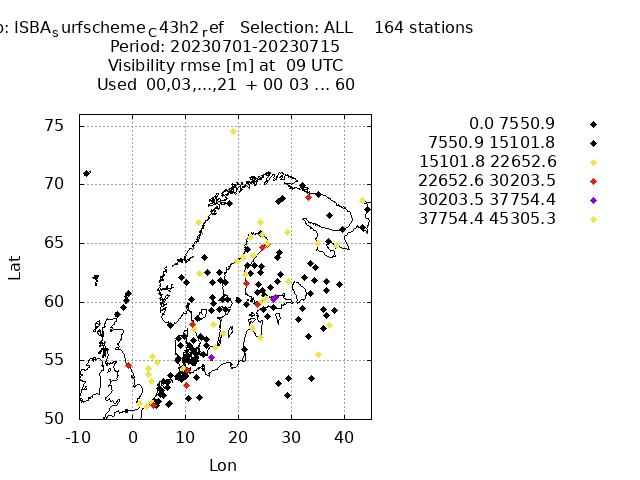 p: ISBA_surfscheme_C43h2_ref Selection: ALL 164 stations
Period: 20230701-20230715
Visibility rmse [m] at 09 UTC
Used 00,03,...,21 + 00 03 ... 60
0.0 7550.9
7550.9 15101.8
15101.8 22652.6
22652.6 30203.5
30203.5 37754.4
37754.4 45305.3
75
70
65
60
55
50
Lat
-10 0 10 20 30 40
Lon